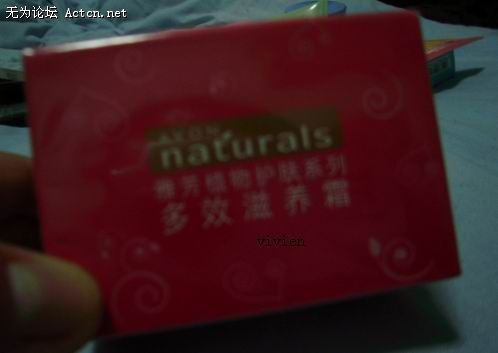 无为论坛 Actcn.net
AVON
naturals
雅芳植物护肤系列
多效滋养霜
vivien